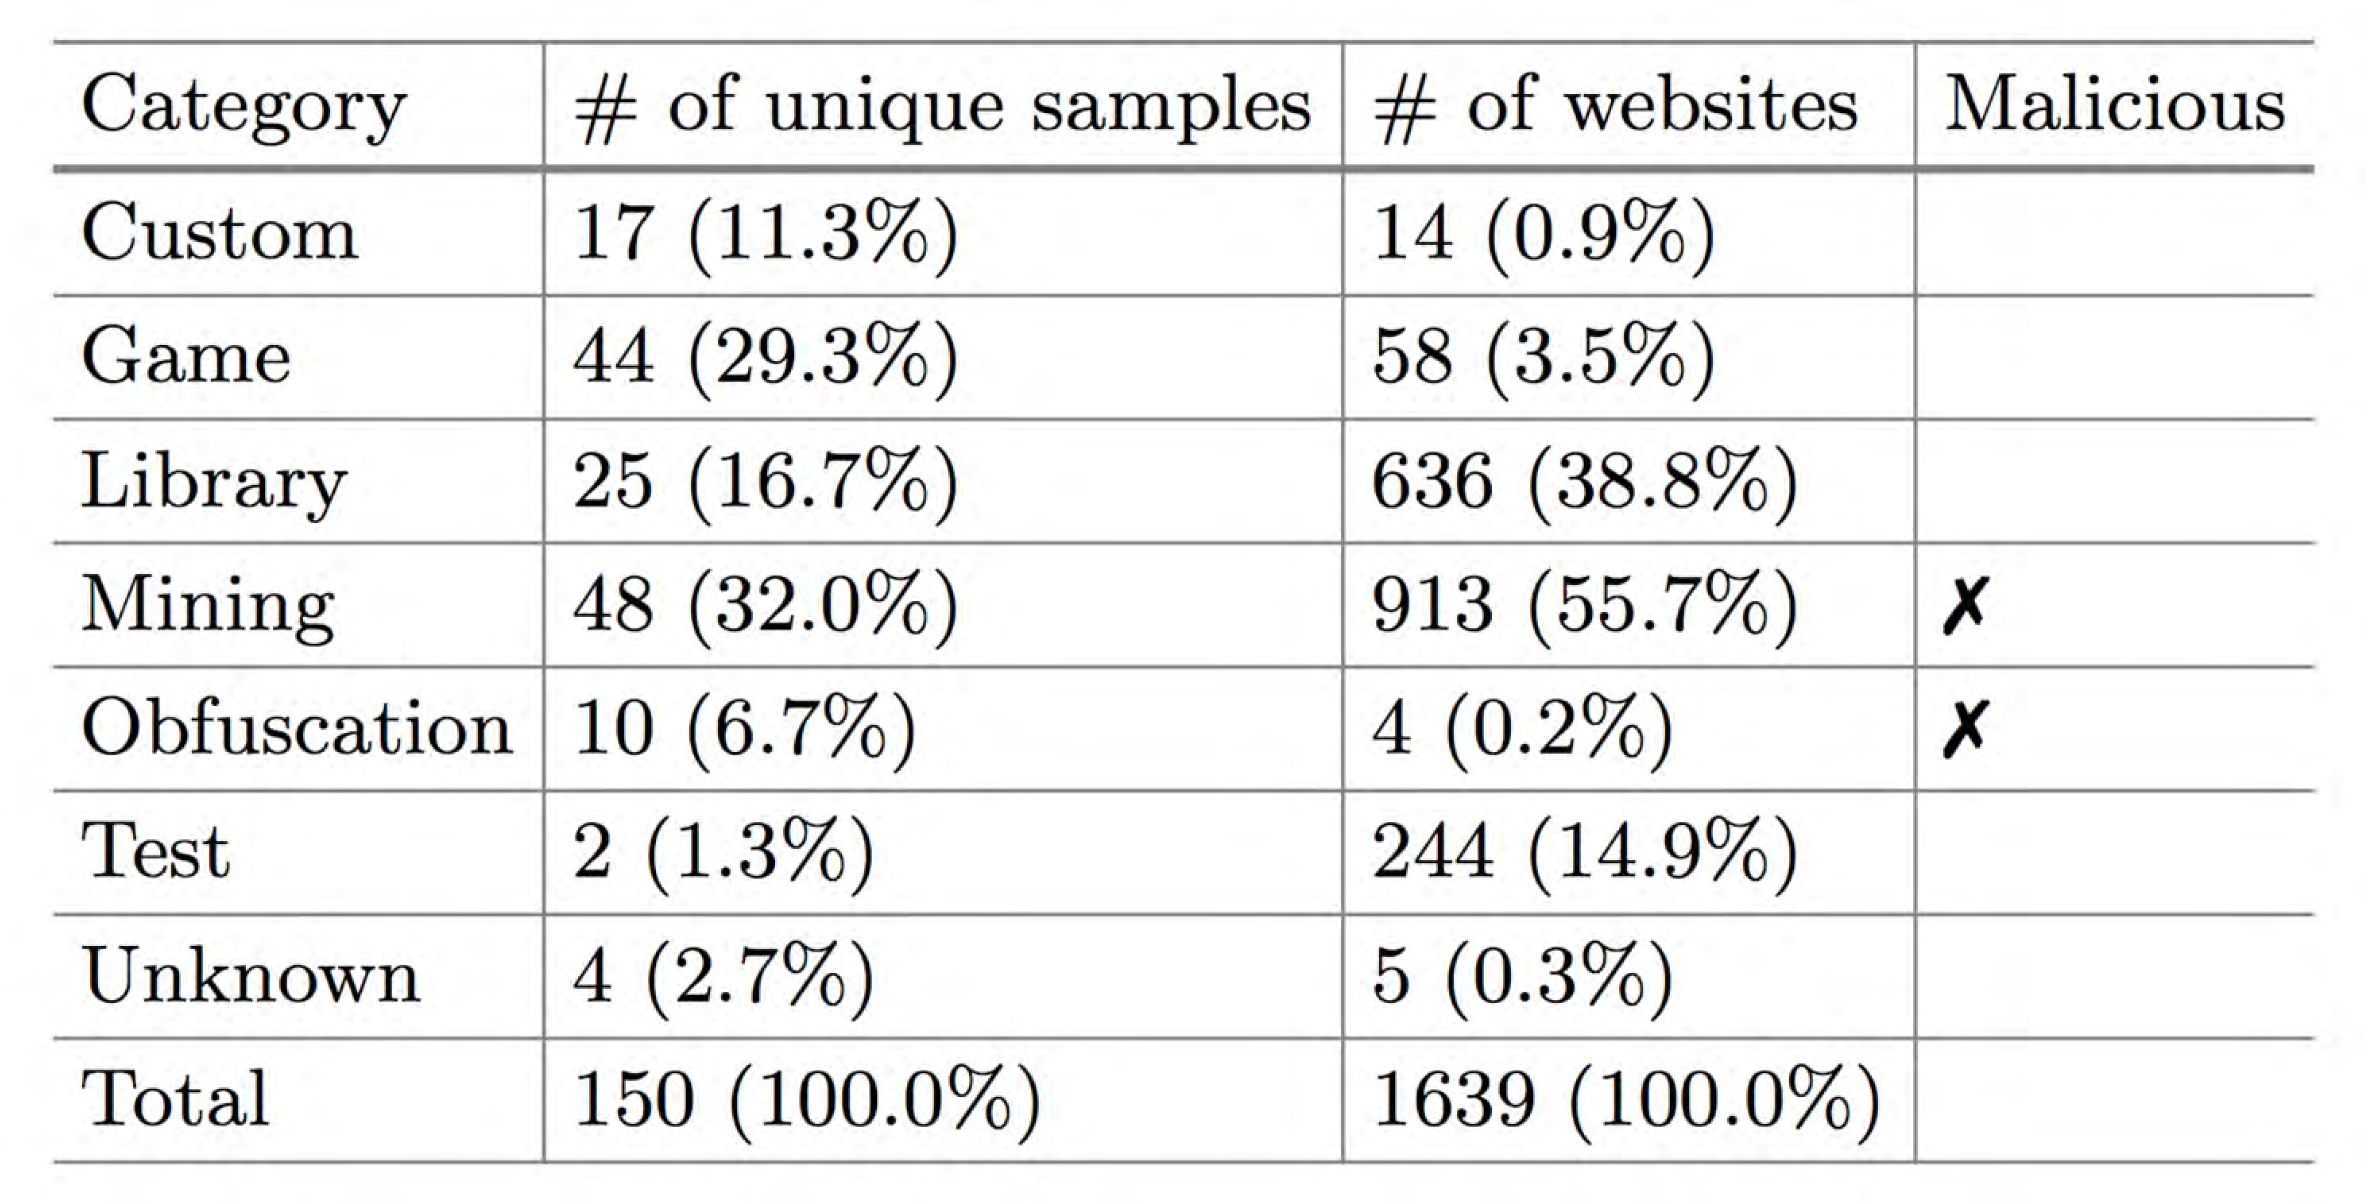 Category # of unique samples # of websites Malicious
Custom 17 (11.3%) 14 (0.9%)
Game 44 (29.3%) 58 (3.5%)
Library 25 (16.7%) 636 (38.8%)
Mining 48 (32.0%) 913 (55.7%) ✗
Obfuscation 10 (6.7%) 4 (0.2%) ✗
Test 2 (1.3%) 244 (14.9%)
Unknown 4 (2.7%) 5 (0.3%)
Total 150 (100.0%) 1639 (100.0%)